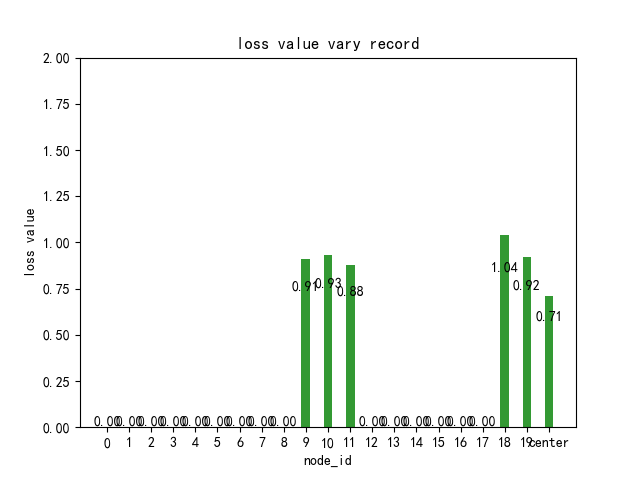 loss value vary record
2.00
1.75
1.50
1.25
1.00
0.75
0.50
0.25
0.00
loss value
0.00 0.00 0.00 0.00 0.00 0.00 0.00 0.00 0.00 0.91 0.93 0.88 0.00 0.00 0.00 0.00 0.00 0.00 1.04 0.92 0.71
0 1 2 3 4 5 6 7 8 9 10 11 12 13 14 15 16 17 18 19 center
node_id